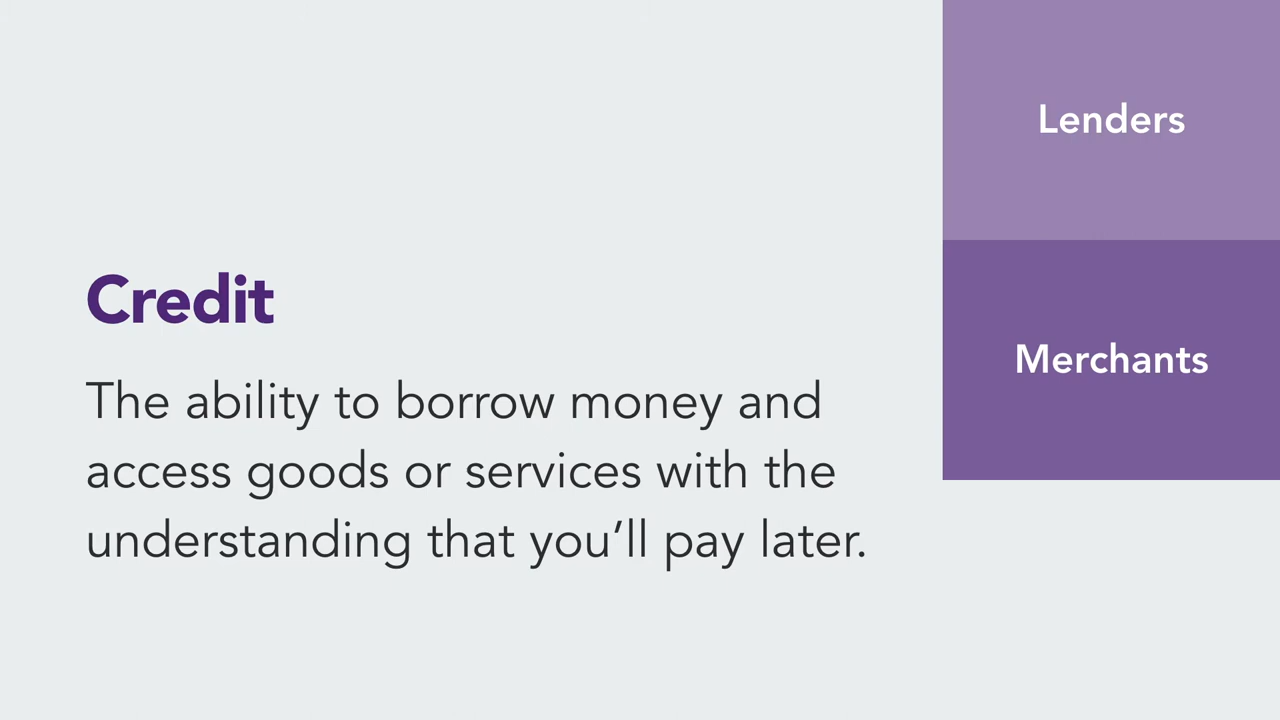 Credit
The ability to borrow money and
access goods or services with the
understanding that you’ll pay later.
Lenders
Merchants